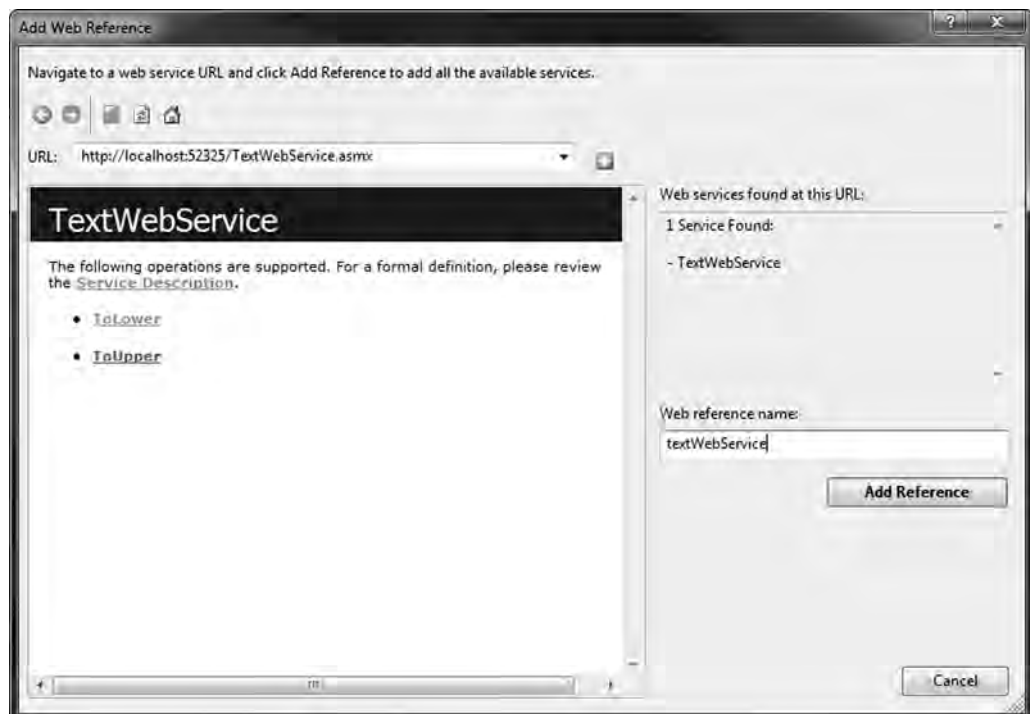 Add Web Reference
Navigate to a web service URL and click Add Reference to add all the available services.
URL: http://localhost:52325/TextWebService.asmx
TextWebService
The following operations are supported. For a formal definition, please review
the Service Description.
• ToLower
• ToUpper
Web services found at this URL:
1 Service Found:
- TextWebService
Web reference name:
textWebService
Add Reference
Cancel